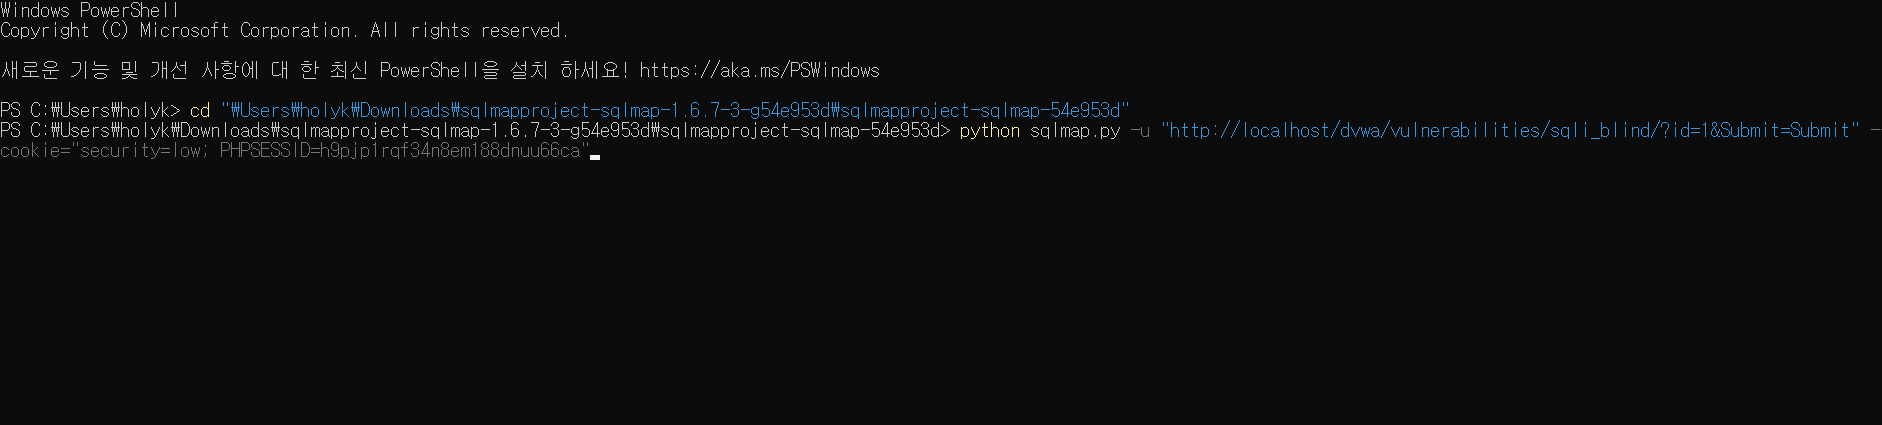 Windows PowerShell
Copyright (C) Microsoft Corporation. All rights reserved.
새로운 기능 및 개선 사항에 대 한 최신 PowerShell을 설치 하세요! https://aka.ms/PSWindows
PS C:₩Users₩holyk> cd "₩Users₩holyk₩Downloads₩sqlmapproject-sqlmap-1.6.7-3-g54e953d₩sqlmapproject-sqlmap-54e953d"
PS C:₩Users₩holyk₩Downloads₩sqlmapproject-sqlmap-1.6.7-3-g54e953d₩sqlmapproject-sqlmap-54e953d> python sqlmap.py -u "http://localhost/dvwa/vulnerabilities/sqli_blind/?id=1&Submit=Submit" -
cookie="security=low; PHPSESSID=h9pjp1rqf34n8em188dnuu66ca"